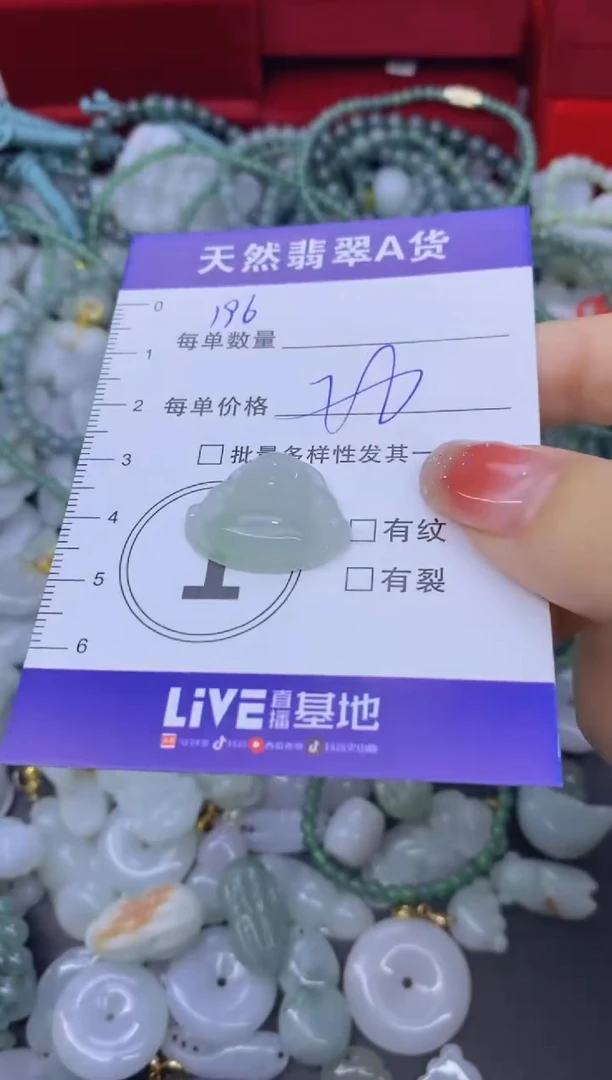 天然翡翠A货
0
196
每单数量
1
2 每单价格
3 批量多样性发其一
4 有纹
5 有裂
6
LiVE直播基地